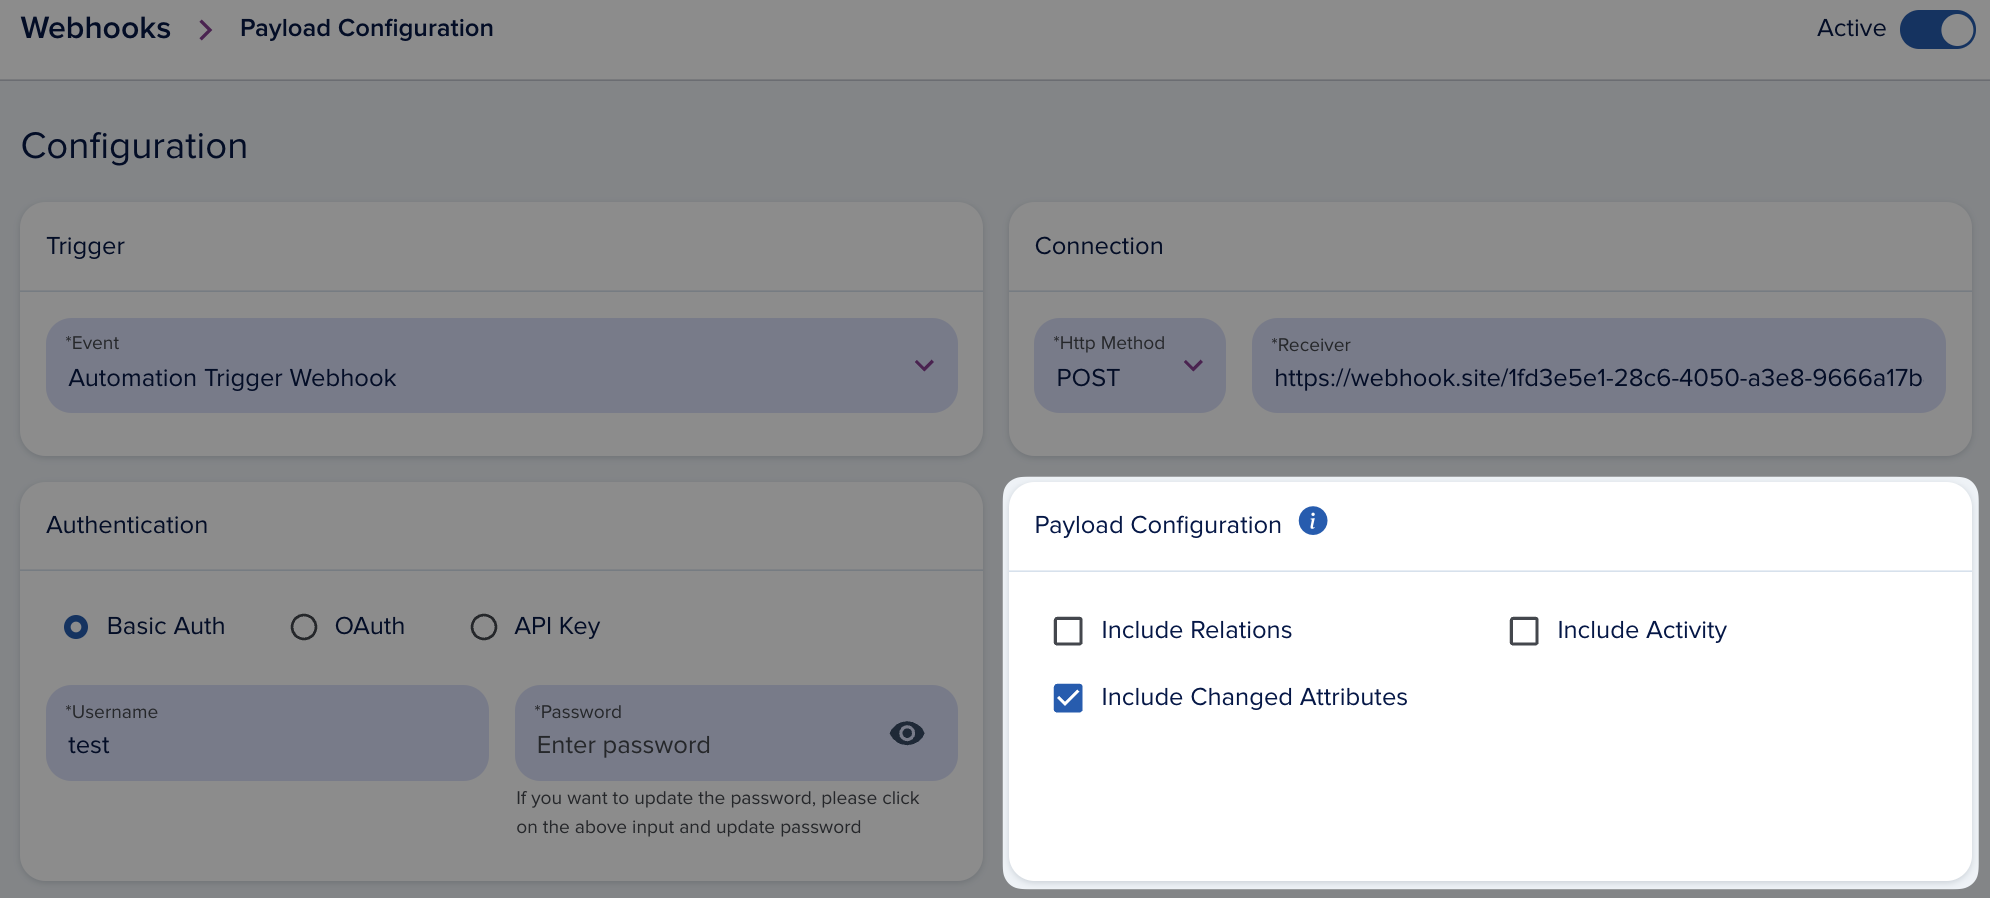 Webhooks
Payload Configuration
Active
Configuration
Trigger
*Event
Automation Trigger Webhook
Connection
*Http Method
POST
*Receiver
https://webhook.site/1fd3e5e1-28c6-4050-a3e8-9666a17b
Authentication
Basic Auth
OAuth
API Key
*Username
test
*Password
Enter password
If you want to update the password, please click
on the above input and update password
Payload Configuration
i
Include Relations
Include Activity
Include Changed Attributes